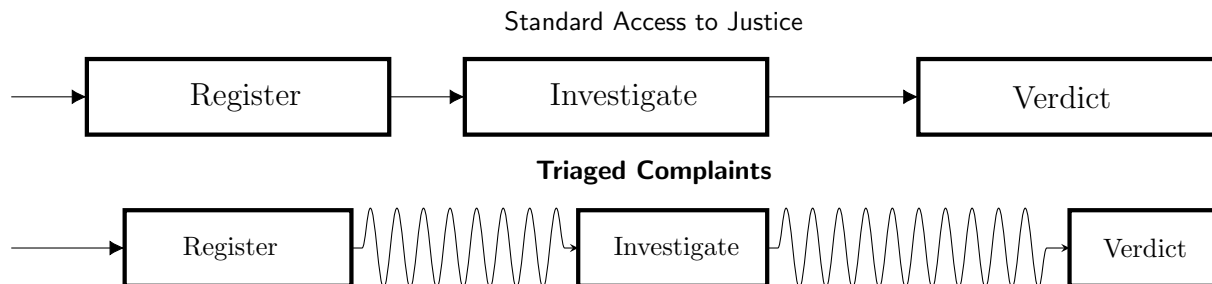 Standard Access to Justice
Register Investigate Verdict
Triaged Complaints
Register Investigate Verdict